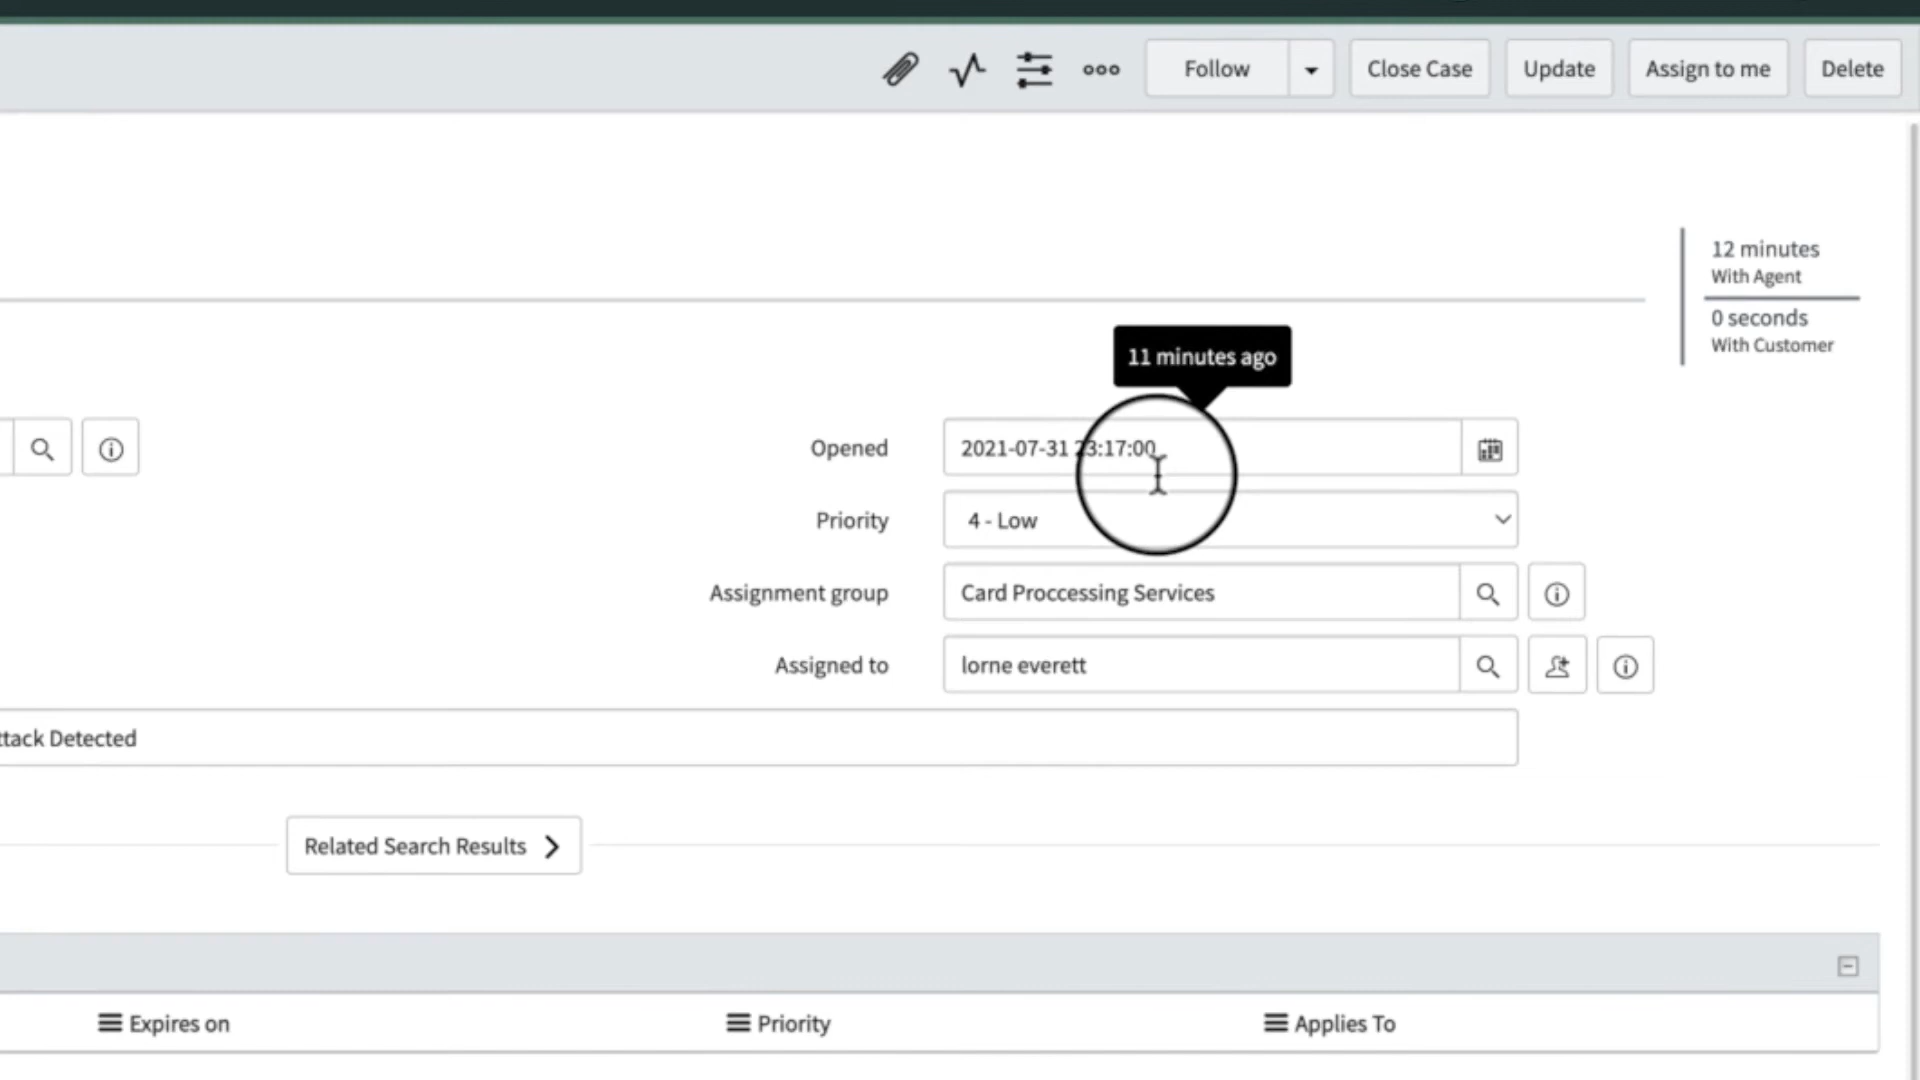 Follow
Close Case
Update
Assign to me
Delete
12 minutes
With Agent
0 seconds
With Customer
11 minutes ago
Opened
2021-07-31 23:17:00
Priority
4 - Low
Assignment group
Card Proccessing Services
Assigned to
lorne everett
ttack Detected
Related Search Results
Expires on
Priority
Applies To